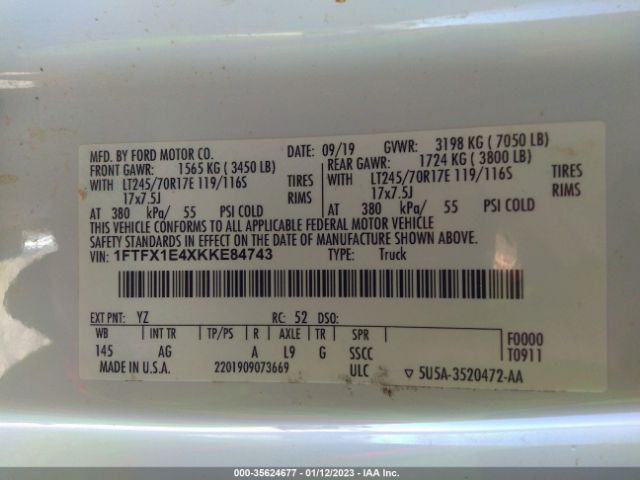 MFD. BY FORD MOTOR CO. DATE: 09/19 GVWR: 3198 KG ( 7050 LB)
FRONT GAWR: 1565 KG ( 3450 LB) REAR GAWR: 1724 KG ( 3800 LB)
WITH LT245/70R17E 119/116S TIRES WITH LT245/70R17E 119/116S TIRES
17x7.5J RIMS 17x7.5J RIMS
AT 380 kPa/ 55 PSI COLD AT 380 kPa/ 55 PSI COLD
THIS VEHICLE CONFORMS TO ALL APPLICABLE FEDERAL MOTOR VEHICLE
SAFETY STANDARDS IN EFFECT ON THE DATE OF MANUFACTURE SHOWN ABOVE.
VIN: 1FTFX1E4XKKE84743 TYPE: Truck
EXT PNT: YZ RC: 52 DSO:
WB INT TR TP/PS R AXLE TR SPR F0000
145 AG A L9 G SSCC T0911
MADE IN U.S.A. 2201909073669 ULC ▽ 5U5A-3520472-AA
000-35624677 - 01/12/2023 - IAA Inc.